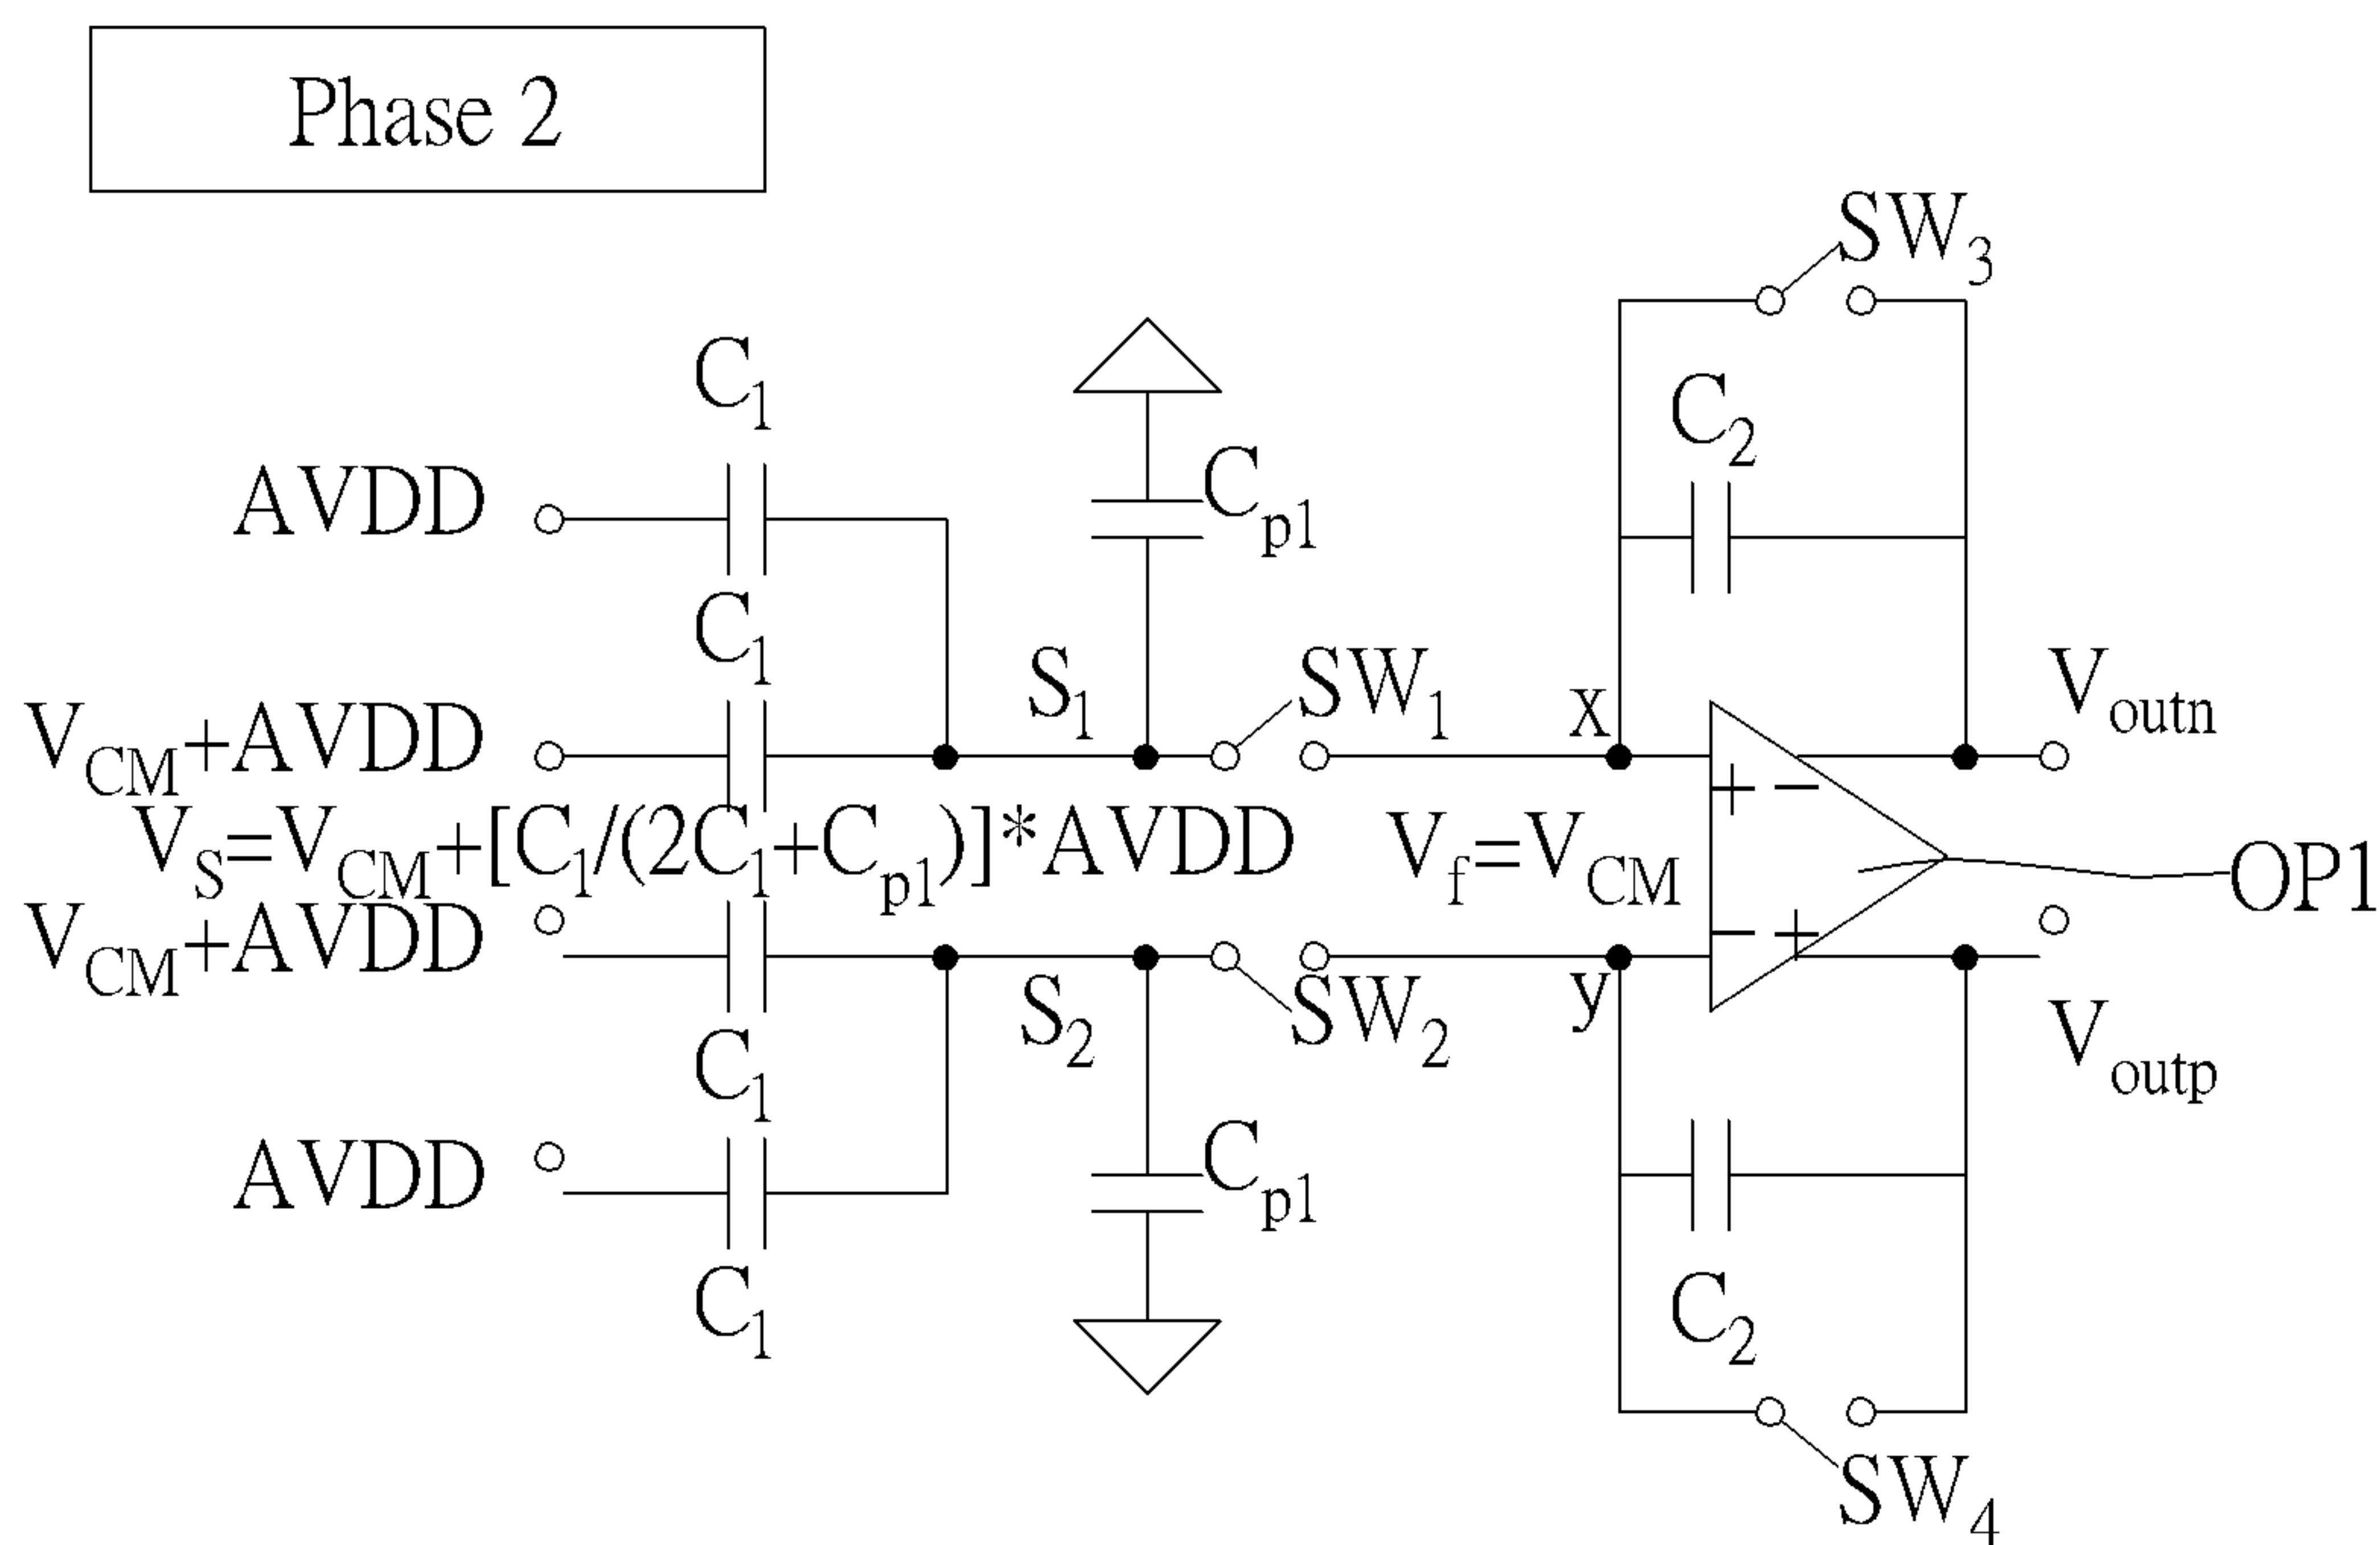 Phase 2
SW3
C1
C2
AVDD
Cp1
C1
S1
SW1
x
VCM+AVDD
Voutn
+ −
VS=VCM+[C1/(2C1+Cp1)]*AVDD
Vf=VCM
OP1
VCM+AVDD
− +
S2
SW2
y
Voutp
C1
AVDD
Cp1
C1
C2
SW4